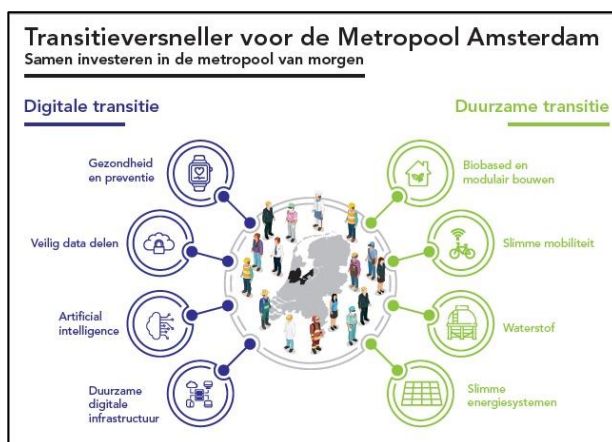 Transitieversneller voor de Metropool Amsterdam
Samen investeren in de metropool van morgen
Digitale transitie
Gezondheid
en preventie
Veilig data delen
Artificial
intelligence
Duurzame
digitale
infrastructuur
Duurzame transitie
Biobased en
modulair bouwen
Slimme mobiliteit
Waterstof
Slimme
energiesystemen